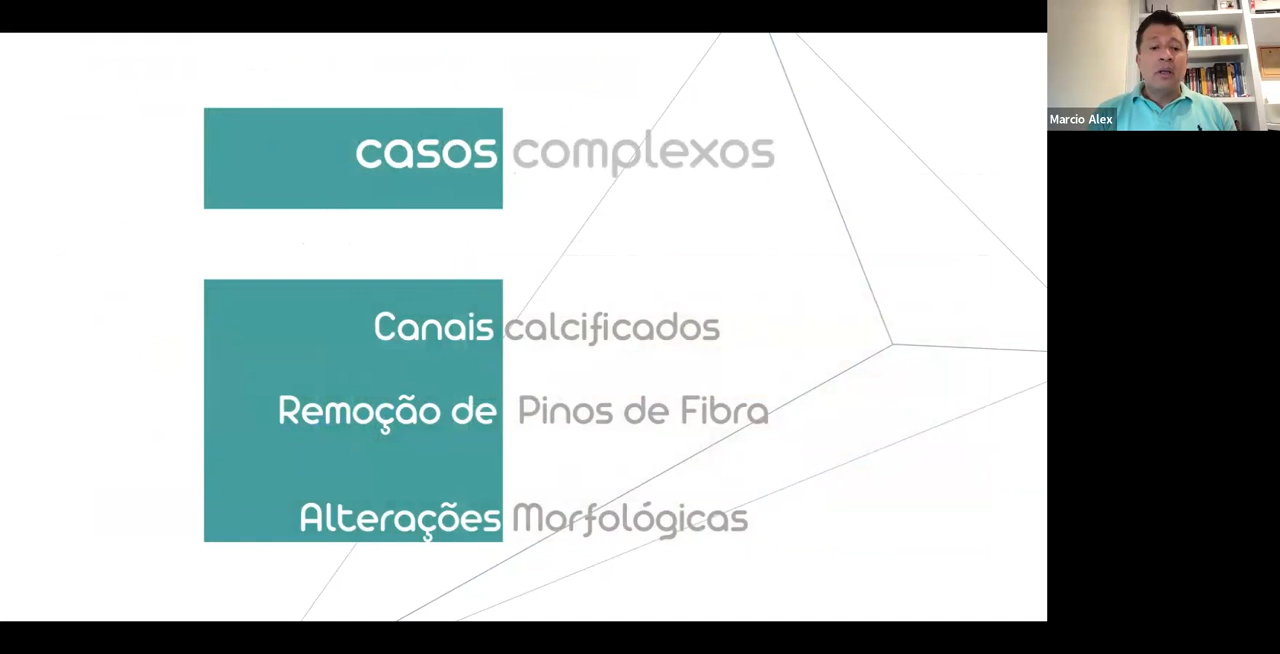 casos complexos
Marcio Alex
Canais calcificados
Remoção de Pinos de Fibra
Alterações Morfológicas